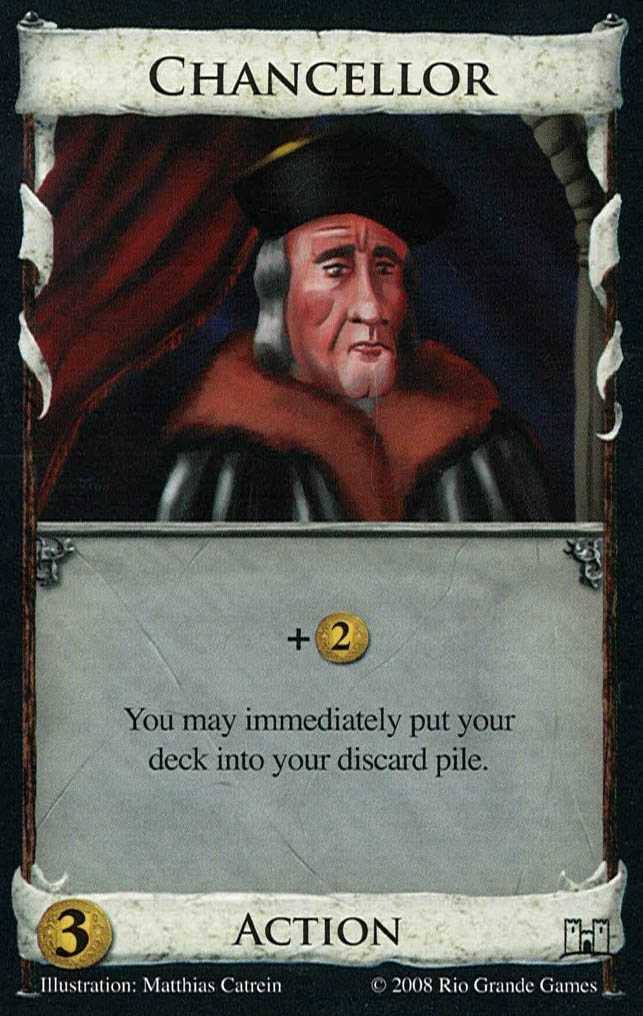 CHANCELLOR
+2
You may immediately put your
deck into your discard pile.
3 ACTION
Illustration: Matthias Catrein © 2008 Rio Grande Games